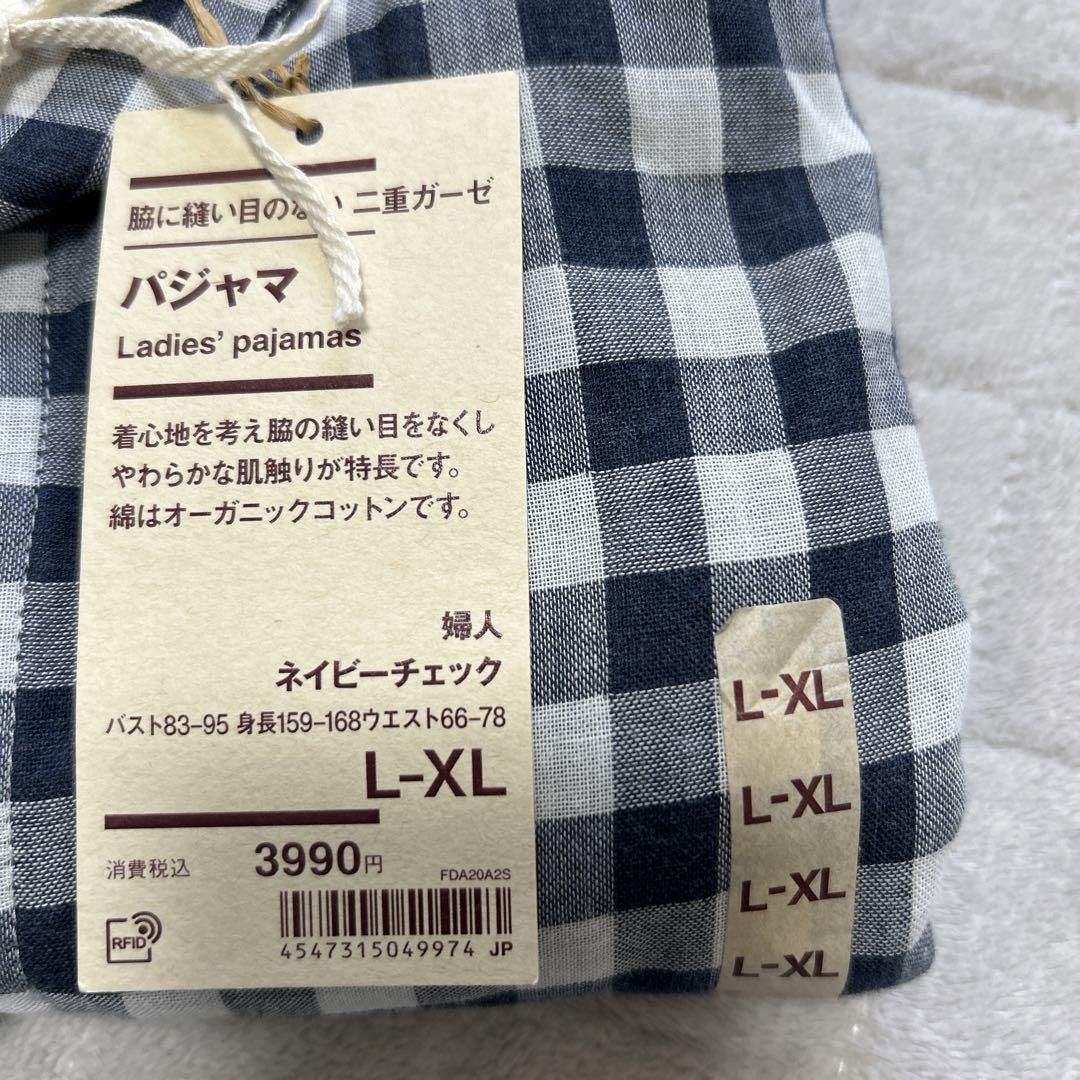 脇に縫い目のない 二重ガーゼ
パジャマ
Ladies' pajamas
着心地を考え脇の縫い目をなくし
やわらかな肌触りが特長です。
綿はオーガニックコットンです。
婦人
ネイビーチェック
バスト83-95 身長159-168ウエスト66-78
L-XL
消費税込 3990円
FDA20A2S
RFID
4547315049974 JP
L-XL
L-XL
L-XL
L-XL